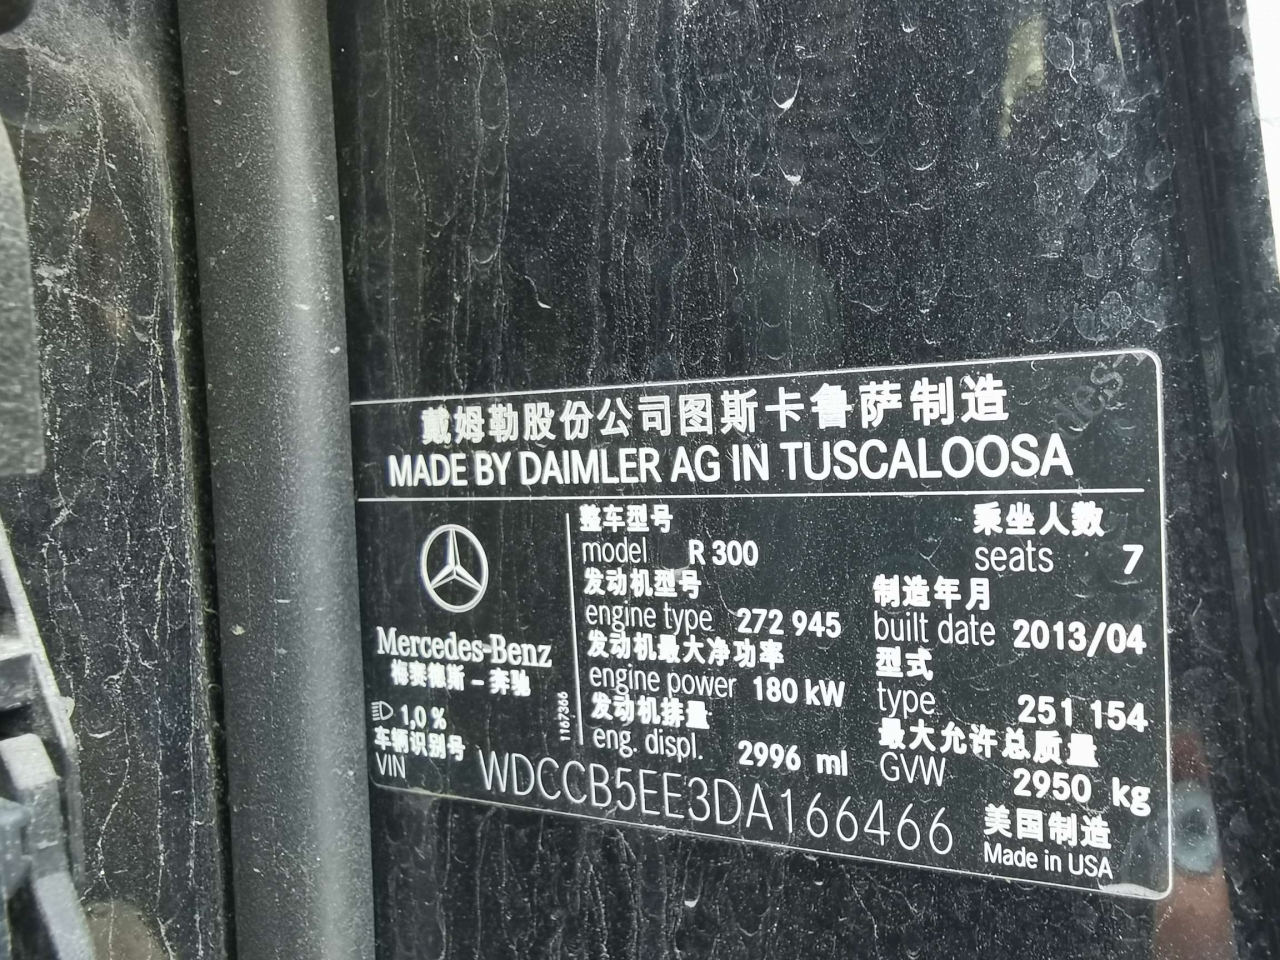 戴姆勒股份公司图斯卡鲁萨制造
MADE BY DAIMLER AG IN TUSCALOOSA
Mercedes-Benz
梅赛德斯-奔驰
1,0 %
1167366
整车型号
model R 300
乘坐人数
seats 7
发动机型号
engine type 272 945
制造年月
built date 2013/04
发动机最大净功率
engine power 180 kW
型式
type 251 154
发动机排量
eng. displ. 2996 ml
最大允许总质量
GVW 2950 kg
车辆识别号
VIN WDCCB5EE3DA166466
美国制造
Made in USA